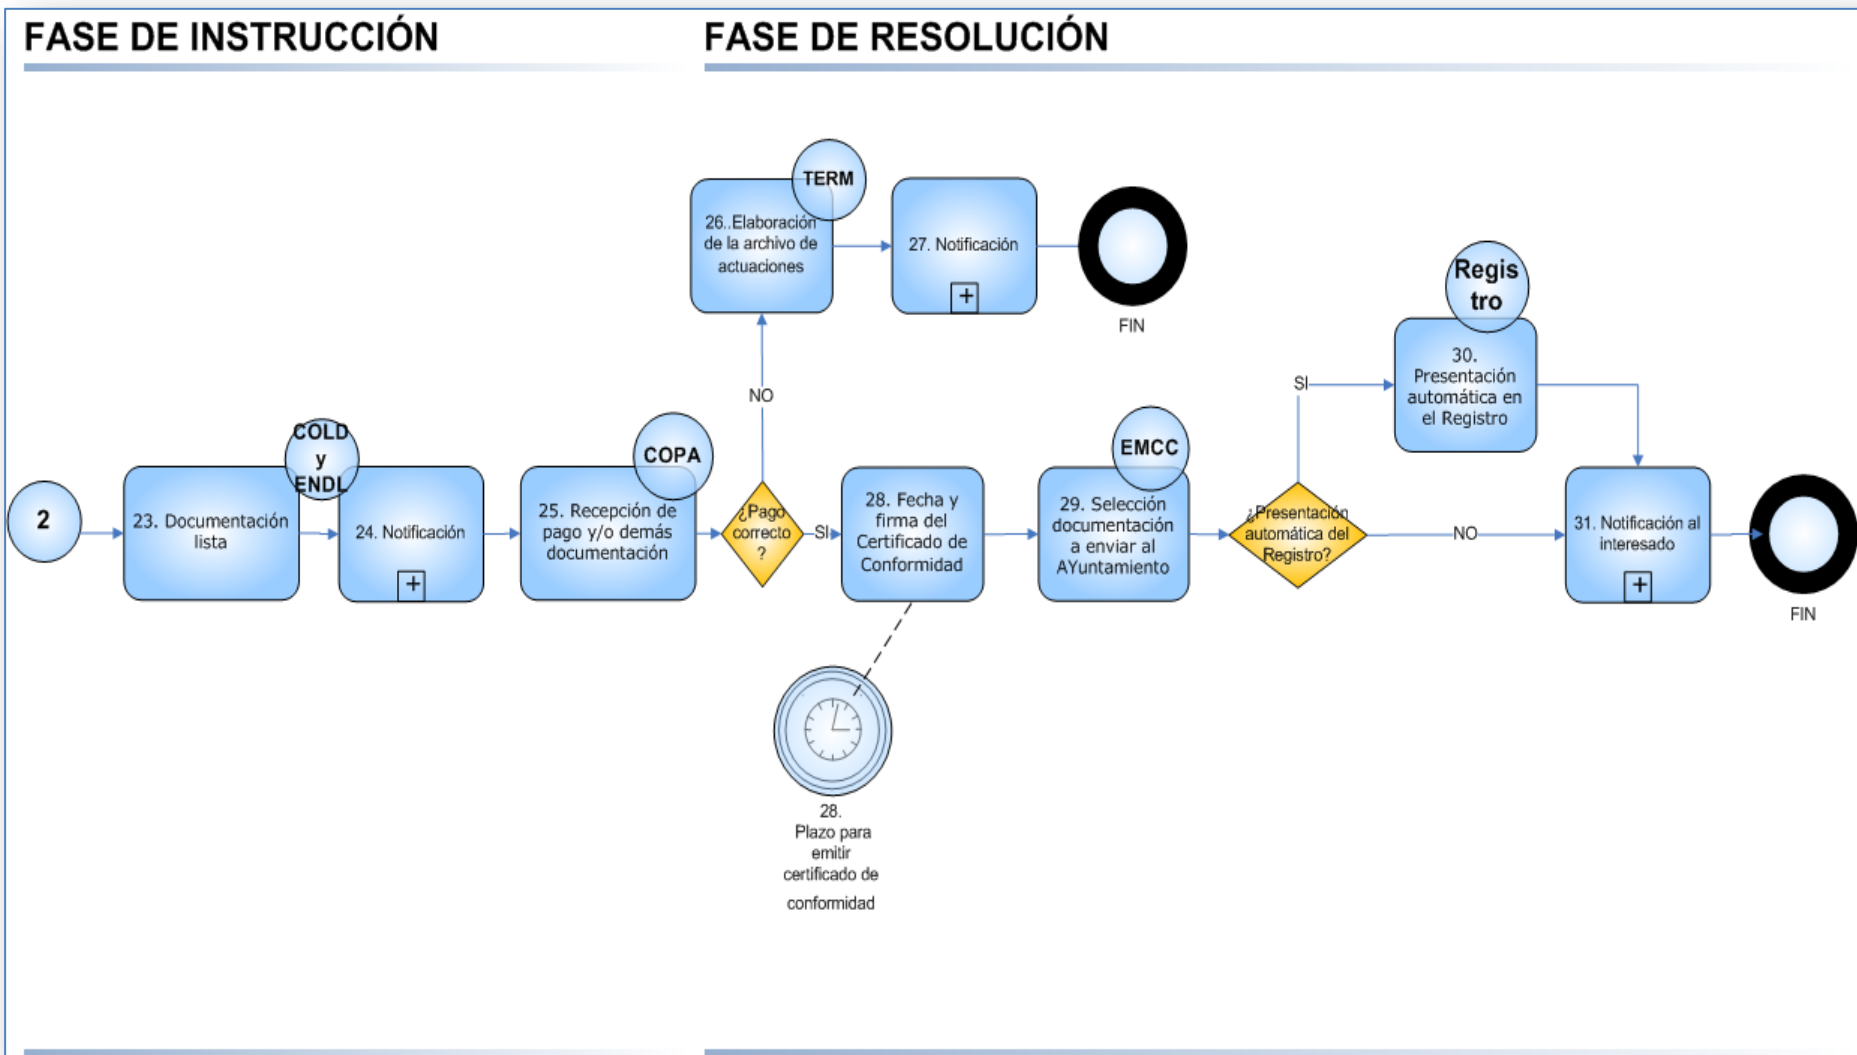 FASE DE INSTRUCCIÓN
FASE DE RESOLUCIÓN
TERM
26..Elaboración
de la archivo de
actuaciones
27. Notificación
FIN
Regis
tro
30.
Presentación
automática en
el Registro
SI
NO
2
23. Documentación
lista
COLD
y
ENDL
24. Notificación
COPA
25. Recepción de
pago y/o demás
documentación
¿Pago
correcto
?
SI
28. Fecha y
firma del
Certificado de
Conformidad
EMCC
29. Selección
documentación
a enviar al
AYuntamiento
¿Presentación
automática del
Registro?
NO
31. Notificación al
interesado
FIN
28.
Plazo para
emitir
certificado de
conformidad